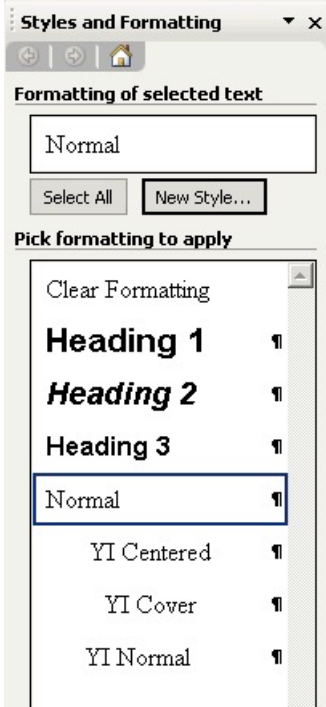 Styles and Formatting
Formatting of selected text
Normal
Select All New Style...
Pick formatting to apply
Clear Formatting
Heading 1 ¶
Heading 2 ¶
Heading 3 ¶
Normal ¶
YI Centered ¶
YI Cover ¶
YI Normal ¶